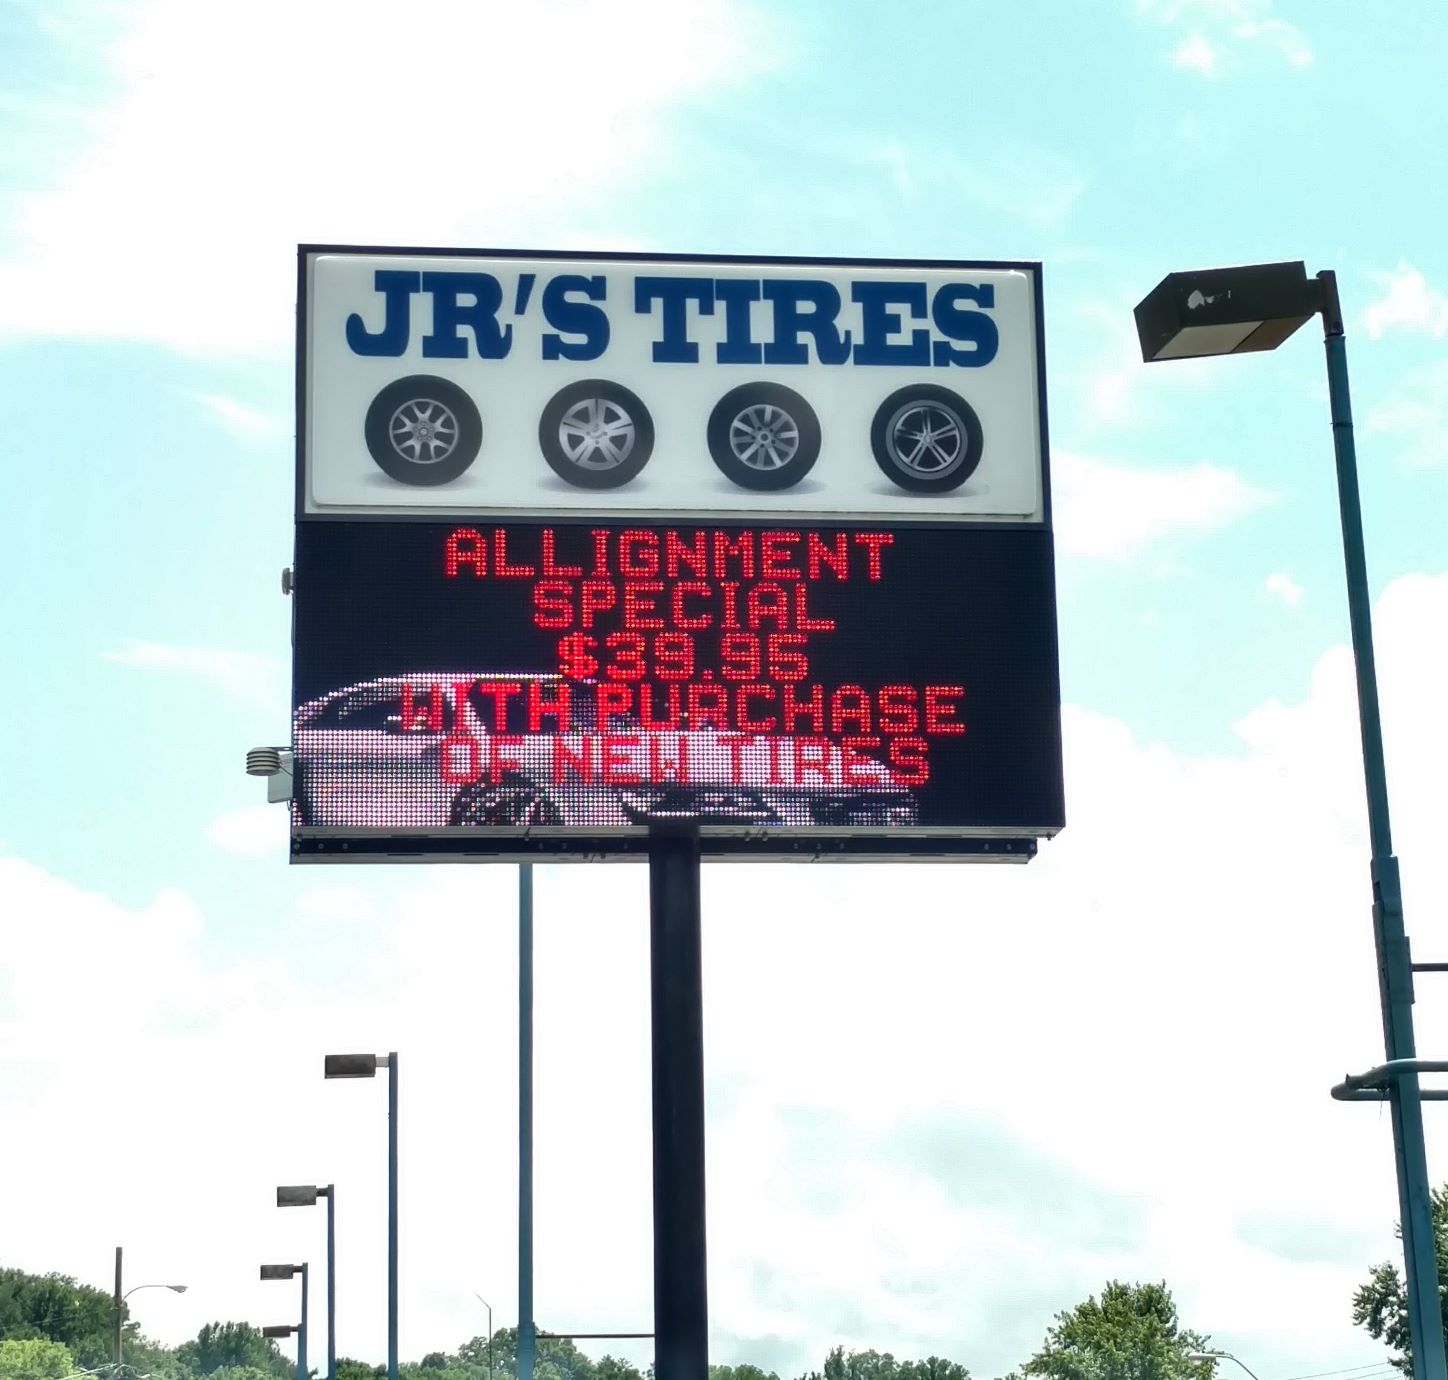 JR'S TIRES
ALLIGNMENT
SPECIAL
$39.95
WITH PURCHASE
OF NEW TIRES